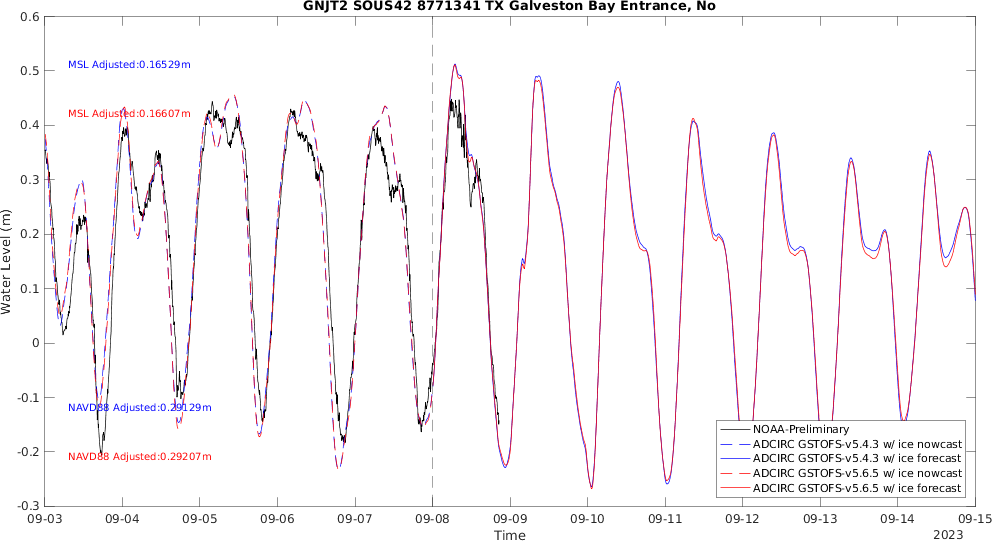 GNJT2 SOUS42 8771341 TX Galveston Bay Entrance, No
0.6
0.5
0.4
0.3
0.2
0.1
0
-0.1
-0.2
-0.3
Water Level (m)
MSL Adjusted:0.16529m
MSL Adjusted:0.16607m
NAVD88 Adjusted:0.29129m
NAVD88 Adjusted:0.29207m
NOAA-Preliminary
ADCIRC GSTOFS-v5.4.3 w/ ice nowcast
ADCIRC GSTOFS-v5.4.3 w/ ice forecast
ADCIRC GSTOFS-v5.6.5 w/ ice nowcast
ADCIRC GSTOFS-v5.6.5 w/ ice forecast
09-03 09-04 09-05 09-06 09-07 09-08 09-09 09-10 09-11 09-12 09-13 09-14 09-15
Time
2023